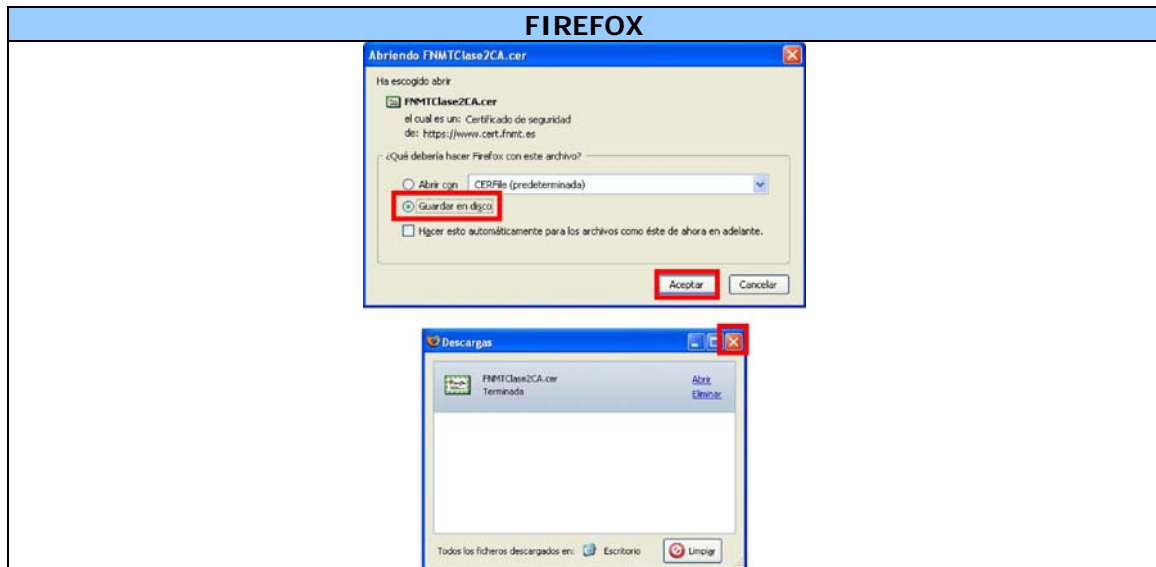 FIREFOX
Abriendo FNMTClase2CA.cer
Ha escogido abrir
FNMTClase2CA.cer
el cual es un: Certificado de seguridad
de: https://www.cert.fnmt.es
¿Qué debería hacer Firefox con este archivo?
Abrir con CERFile (predeterminada)
Guardar en disco
Hacer esto automáticamente para los archivos como éste de ahora en adelante.
Aceptar Cancelar
Descargas
FNMTClase2CA.cer Abrir
Terminada Eliminar
Todos los ficheros descargados en: Escritorio Limpiar